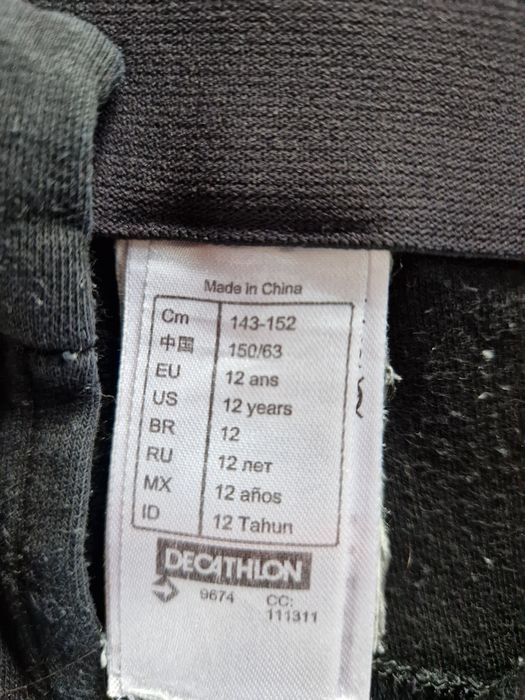 Made in China
Cm 143-152
中国 150/63
EU 12 ans
US 12 years
BR 12
RU 12 лет
MX 12 años
ID 12 Tahun
DECATHLON
9674 CC:
111311